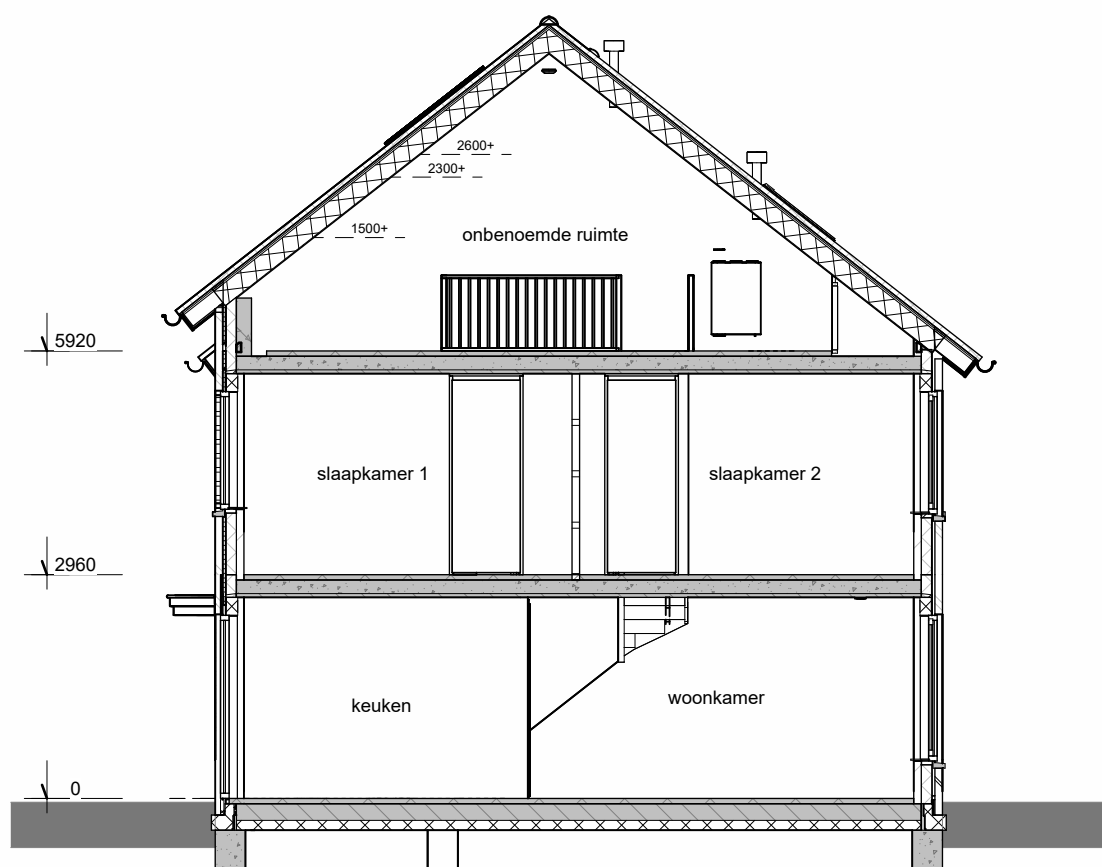 2600+
2300+
1500+
onbenoemde ruimte
5920
slaapkamer 1
slaapkamer 2
2960
keuken
woonkamer
0